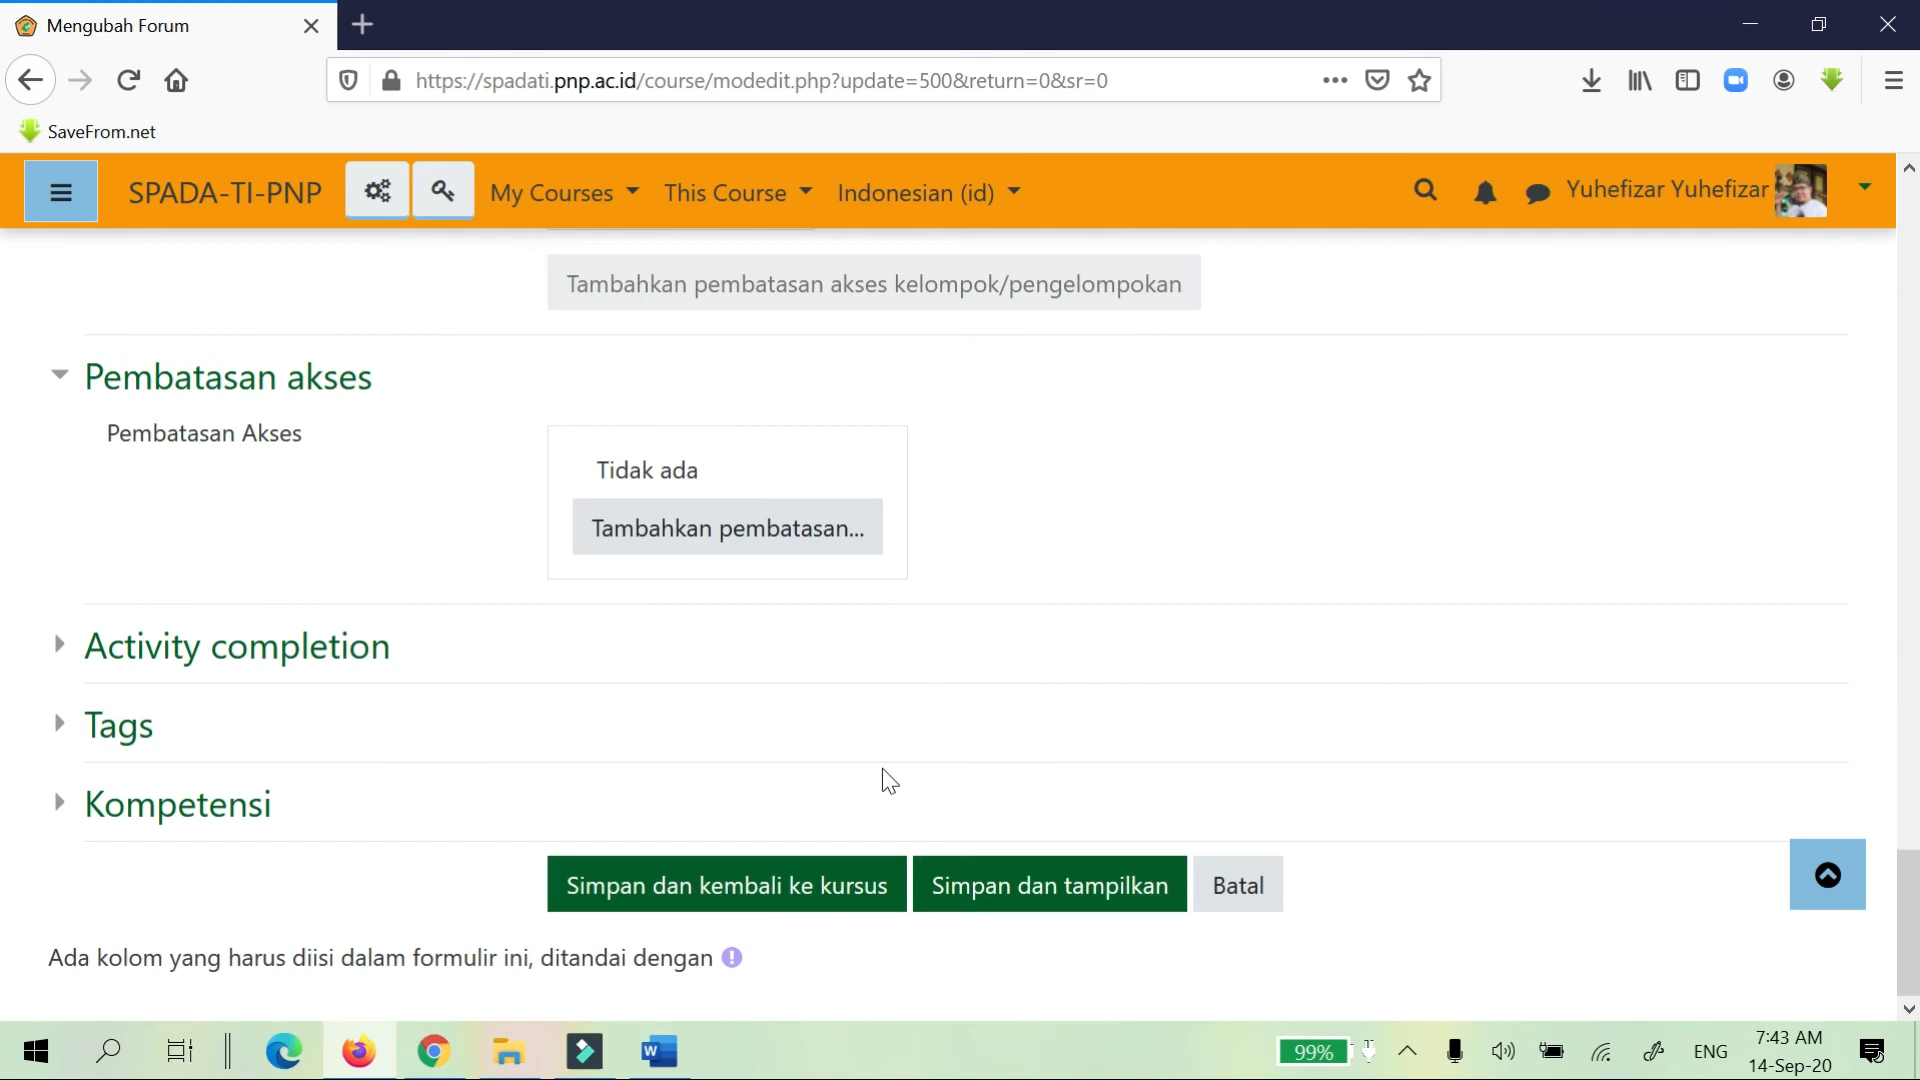 Mengubah Forum
https://spadati.pnp.ac.id/course/modedit.php?update=500&return=0&sr=0
SaveFrom.net
SPADA-TI-PNP My Courses This Course Indonesian (id) Yuhefizar Yuhefizar
Tambahkan pembatasan akses kelompok/pengelompokan
Pembatasan akses
Pembatasan Akses
Tidak ada
Tambahkan pembatasan...
Activity completion
Tags
Kompetensi
Simpan dan kembali ke kursus Simpan dan tampilkan Batal
Ada kolom yang harus diisi dalam formulir ini, ditandai dengan
99% ENG 7:43 AM
14-Sep-20